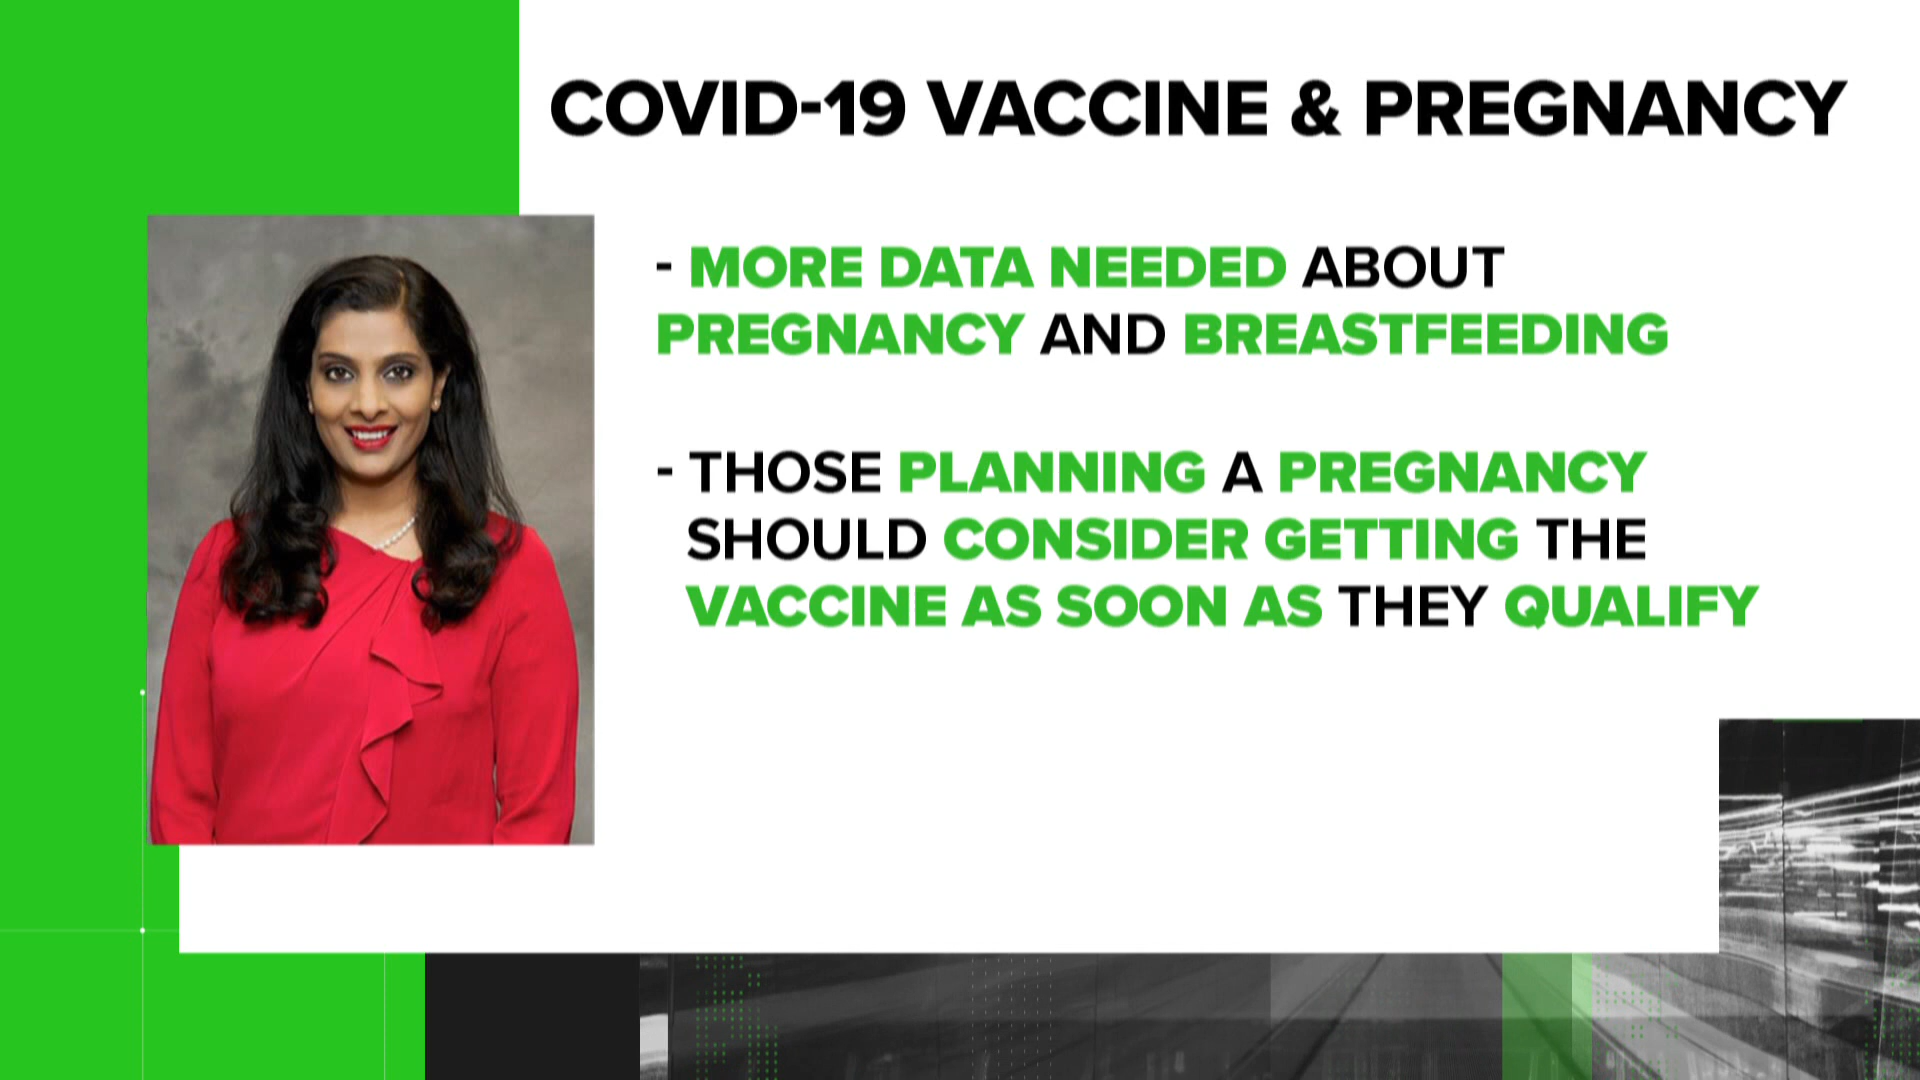 COVID-19 VACCINE & PREGNANCY
- MORE DATA NEEDED ABOUT
PREGNANCY AND BREASTFEEDING
- THOSE PLANNING A PREGNANCY
SHOULD CONSIDER GETTING THE
VACCINE AS SOON AS THEY QUALIFY